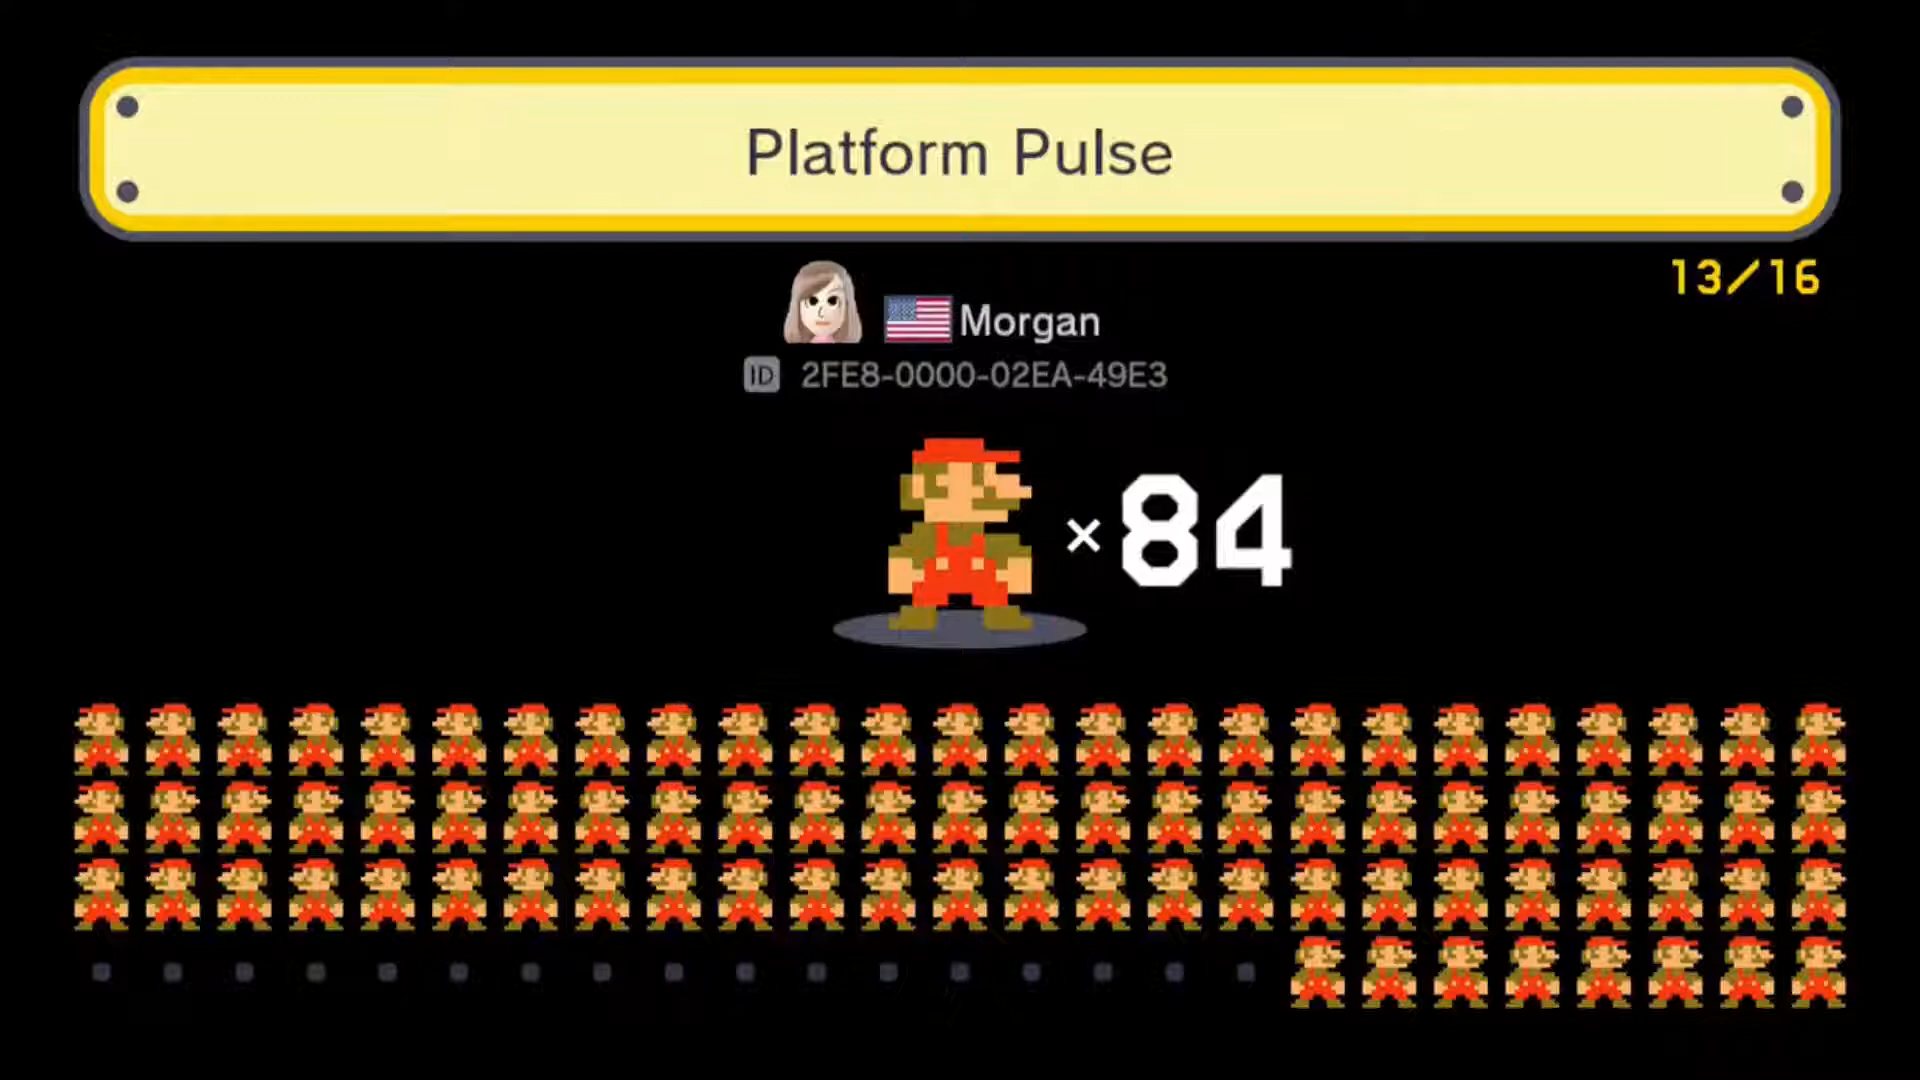 Platform Pulse
13/16
Morgan
ID 2FE8-0000-02EA-49E3
×84